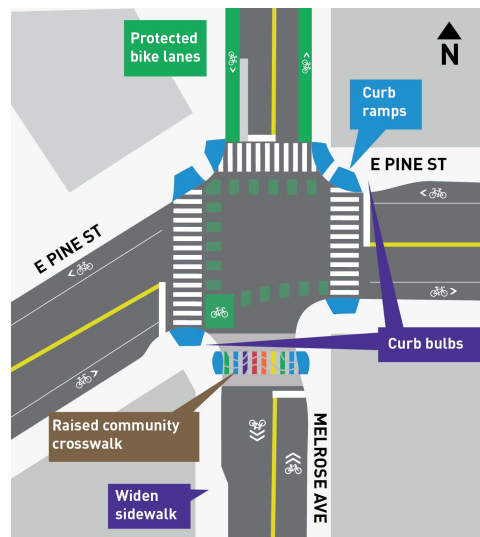 Protected
bike lanes
N
Curb
ramps
E PINE ST
E PINE ST
Curb bulbs
Raised community
crosswalk
MELROSE AVE
Widen
sidewalk